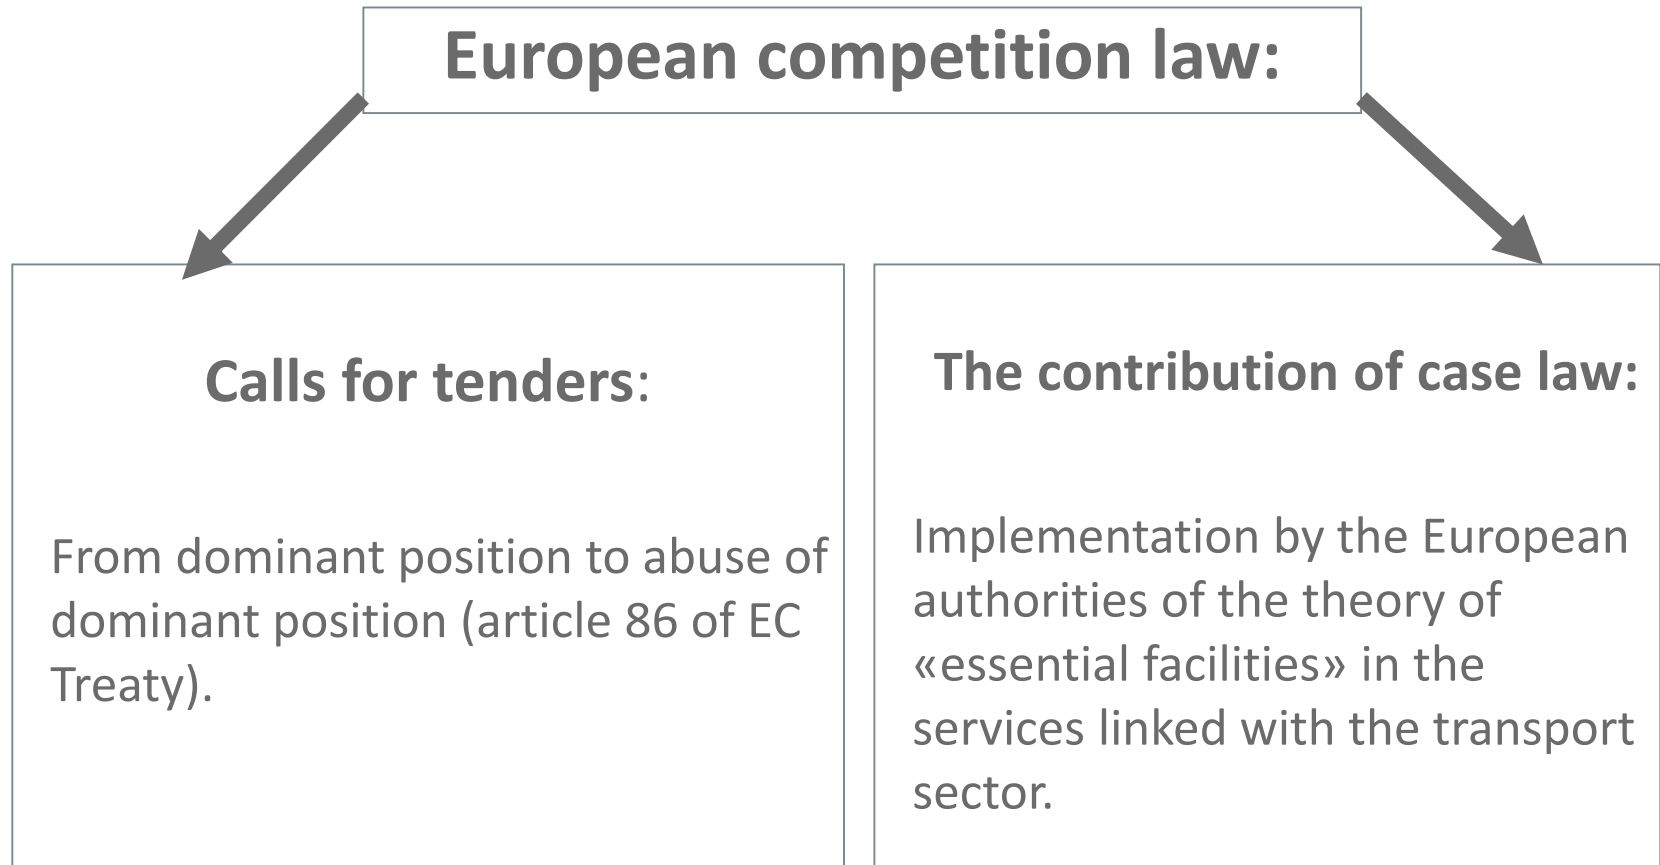 European competition law:
Calls for tenders:
From dominant position to abuse of
dominant position (article 86 of EC
Treaty).
The contribution of case law:
Implementation by the European
authorities of the theory of
«essential facilities» in the
services linked with the transport
sector.